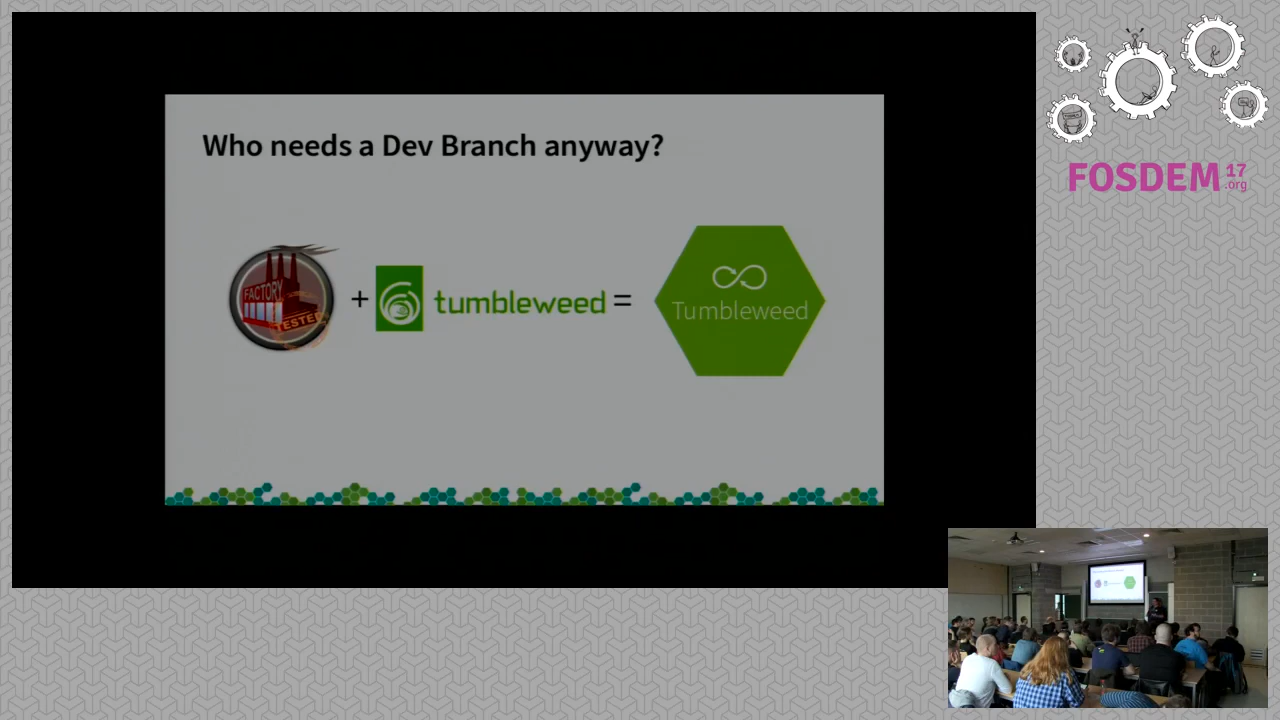 Who needs a Dev Branch anyway?
FACTORY
TESTED
+
tumbleweed
=
Tumbleweed
FOSDEM 17
.org